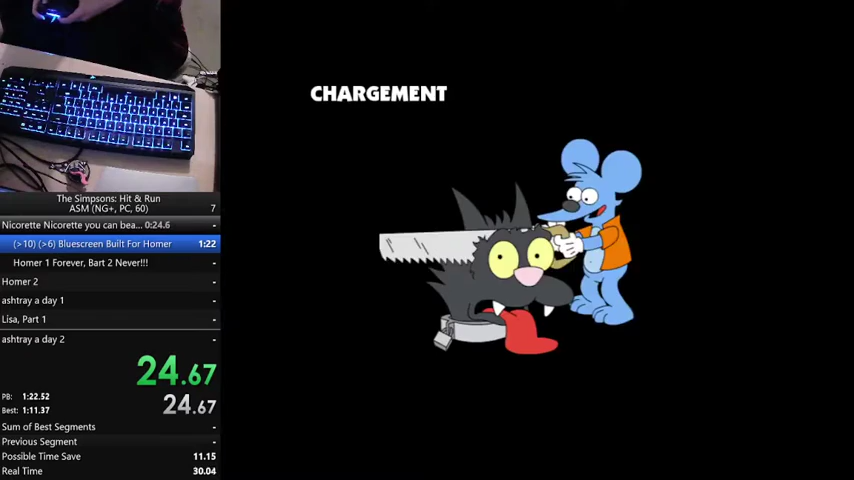 CHARGEMENT
The Simpsons: Hit & Run
ASM (NG+, PC, 60) 7
Nicorette Nicorette you can bea... 0:24.6 -
(>10) (>6) Bluescreen Built For Homer 1:22
Homer 1 Forever, Bart 2 Never!!! -
Homer 2 -
ashtray a day 1 -
Lisa, Part 1 -
ashtray a day 2 -
24.67
PB: 1:22.52
Best: 1:11.37
24.67
Sum of Best Segments -
Previous Segment -
Possible Time Save 11.15
Real Time 30.04